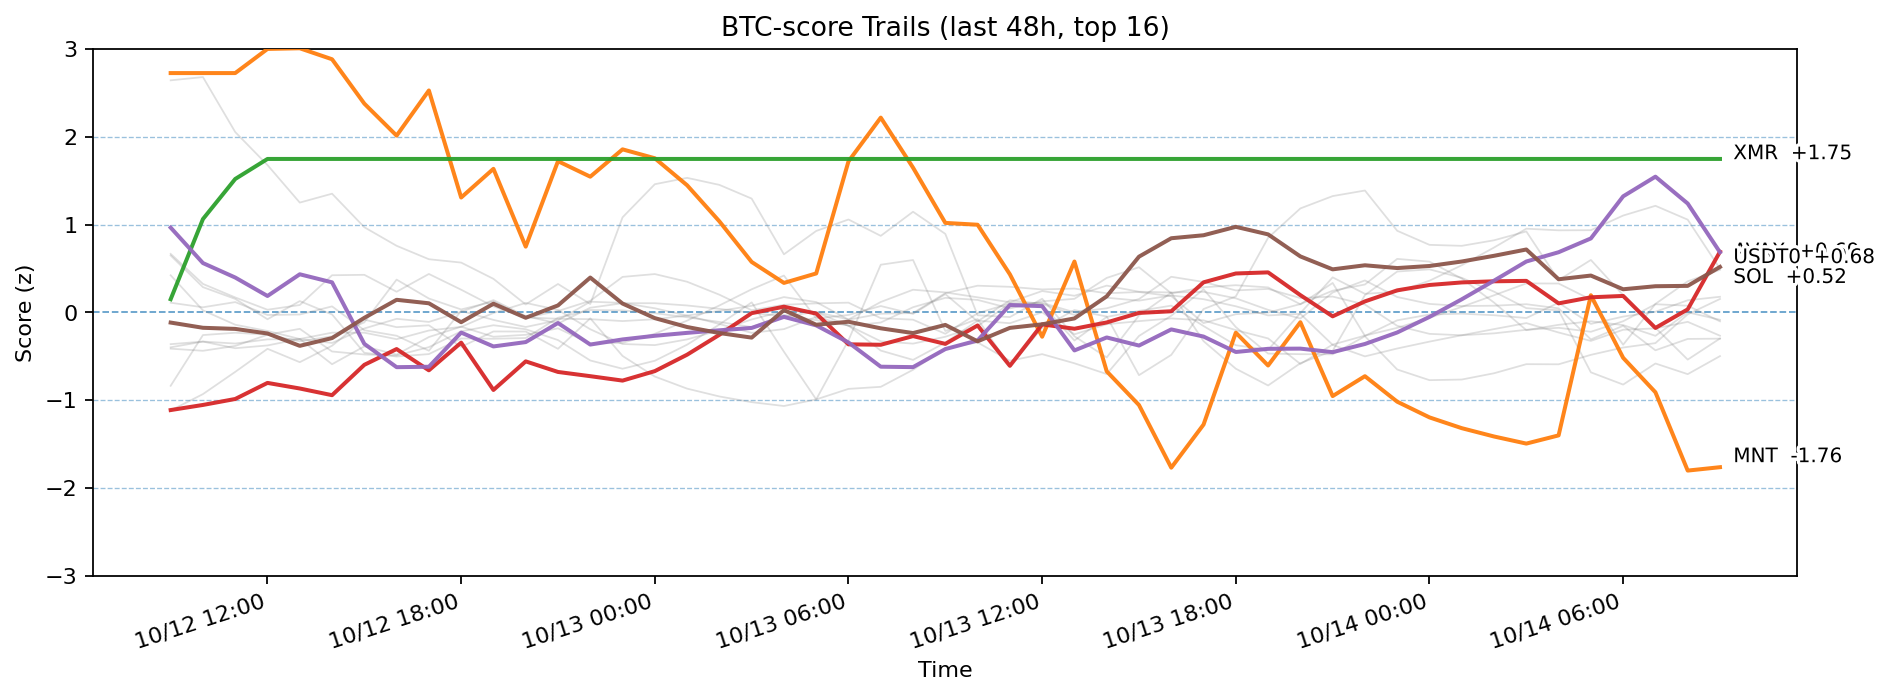 BTC-score Trails (last 48h, top 16)
Score (z)
3
2
1
0
−1
−2
−3
XMR +1.75
USDT0 +0.68
SOL +0.52
MNT -1.76
10/12 12:00
10/12 18:00
10/13 00:00
10/13 06:00
10/13 12:00
10/13 18:00
10/14 00:00
10/14 06:00
Time